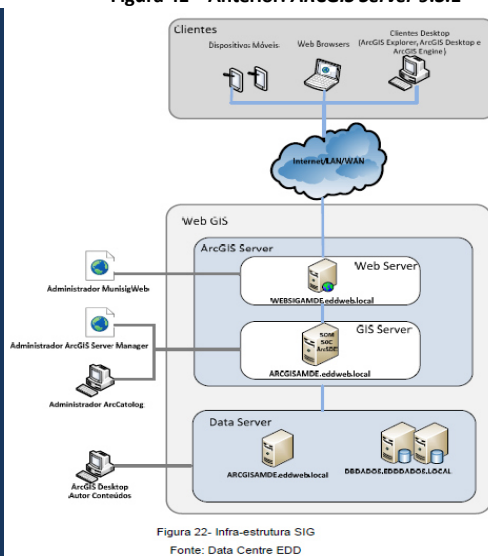 Clientes
Dispositivos Móveis
Web Browsers
Clientes Desktop
(ArcGIS Explorer, ArcGIS Desktop e
ArcGIS Engine)
Internet/LAN/WAN
Web GIS
ArcGIS Server
Web Server
WEBSIGAMDE.eddweb.local
Administrador MunisigWeb
GIS Server
SOM
SOC
ArcSDE
ARCGISAMDE.eddweb.local
Administrador ArcGIS Server Manager
Administrador ArcCatolog
Data Server
ARCGISAMDE.eddweb.local
DBDADOS.EDDDADOS.LOCAL
ArcGIS Desktop
Autor Conteúdos
Figura 22- Infra-estrutura SIG
Fonte: Data Centre EDD